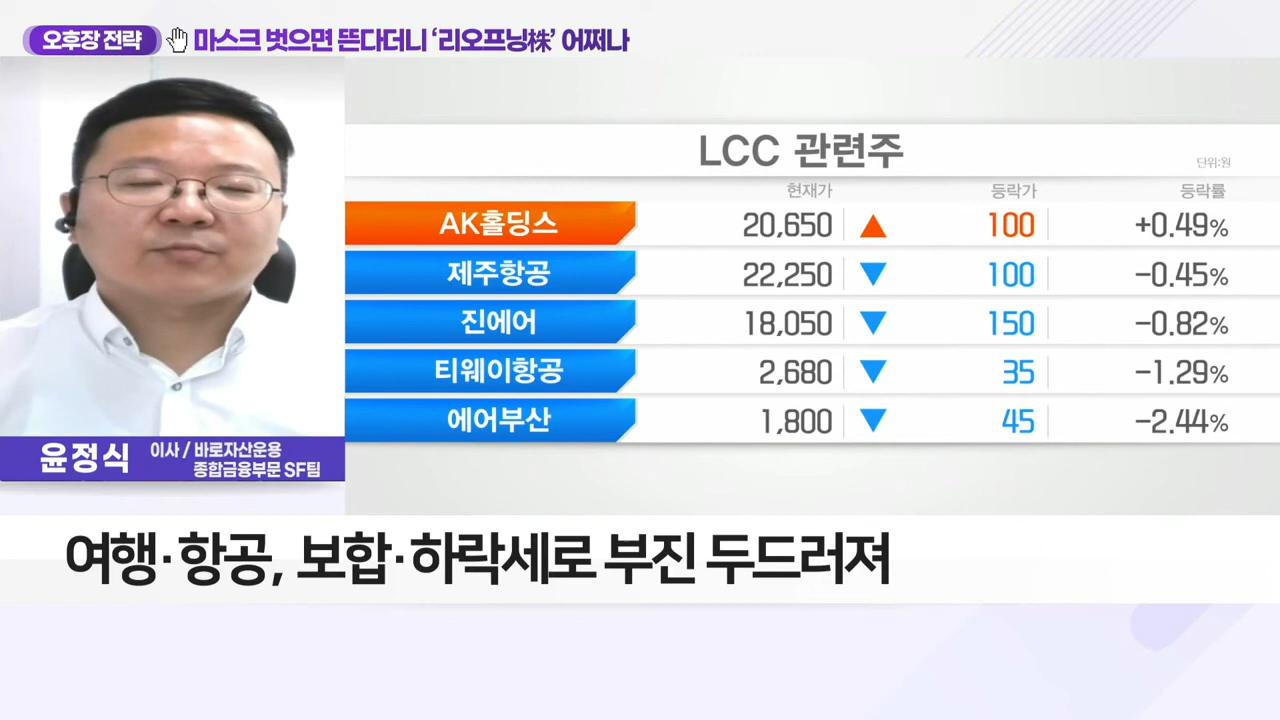 오후장 전략 마스크 벗으면 뜬다더니 ‘리오프닝株’ 어쩌나
LCC 관련주
단위:원
현재가 등락가 등락률
AK홀딩스 20,650 ▲ 100 +0.49%
제주항공 22,250 ▼ 100 -0.45%
진에어 18,050 ▼ 150 -0.82%
티웨이항공 2,680 ▼ 35 -1.29%
에어부산 1,800 ▼ 45 -2.44%
윤정식 이사 / 바로자산운용
종합금융부문 SF팀
여행·항공, 보합·하락세로 부진 두드러져